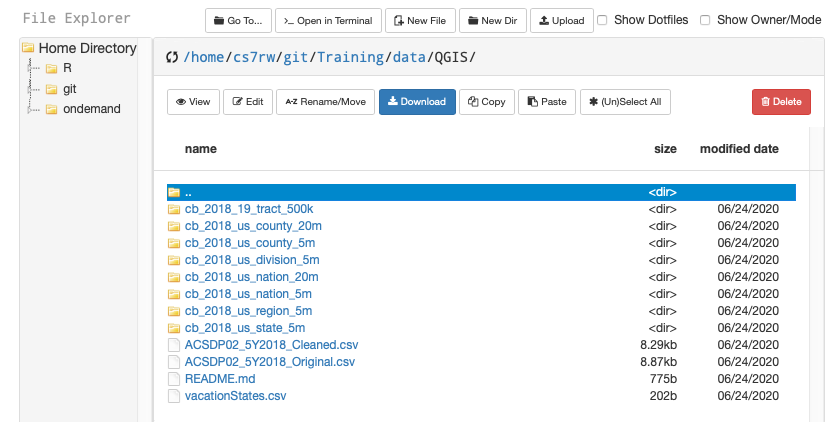 File Explorer
Go To...
>_ Open in Terminal
New File
New Dir
Upload
Show Dotfiles
Show Owner/Mode
Home Directory
R
git
ondemand
/home/cs7rw/git/Training/data/QGIS/
View
Edit
A-Z Rename/Move
Download
Copy
Paste
✱ (Un)Select All
Delete
name size modified date
.. <dir>
cb_2018_19_tract_500k <dir> 06/24/2020
cb_2018_us_county_20m <dir> 06/24/2020
cb_2018_us_county_5m <dir> 06/24/2020
cb_2018_us_division_5m <dir> 06/24/2020
cb_2018_us_nation_20m <dir> 06/24/2020
cb_2018_us_nation_5m <dir> 06/24/2020
cb_2018_us_region_5m <dir> 06/24/2020
cb_2018_us_state_5m <dir> 06/24/2020
ACSDP02_5Y2018_Cleaned.csv 8.29kb 06/24/2020
ACSDP02_5Y2018_Original.csv 8.87kb 06/24/2020
README.md 775b 06/24/2020
vacationStates.csv 202b 06/24/2020